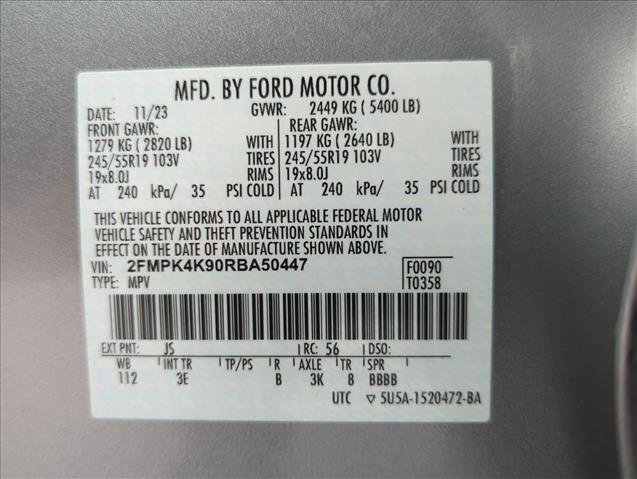 MFD. BY FORD MOTOR CO.
DATE: 11/23 GVWR: 2449 KG ( 5400 LB)
FRONT GAWR: REAR GAWR:
1279 KG ( 2820 LB) WITH 1197 KG ( 2640 LB) WITH
245/55R19 103V TIRES 245/55R19 103V TIRES
19x8.0J RIMS 19x8.0J RIMS
AT 240 kPa/ 35 PSI COLD AT 240 kPa/ 35 PSI COLD
THIS VEHICLE CONFORMS TO ALL APPLICABLE FEDERAL MOTOR
VEHICLE SAFETY AND THEFT PREVENTION STANDARDS IN
EFFECT ON THE DATE OF MANUFACTURE SHOWN ABOVE.
VIN: 2FMPK4K90RBA50447 F0090
TYPE: MPV T0358
EXT PNT: JS RC: 56 DSO:
WB INT TR TP/PS R AXLE TR SPR
112 3E B 3K 8 BBBB
UTC ▽ 5U5A-1520472-BA